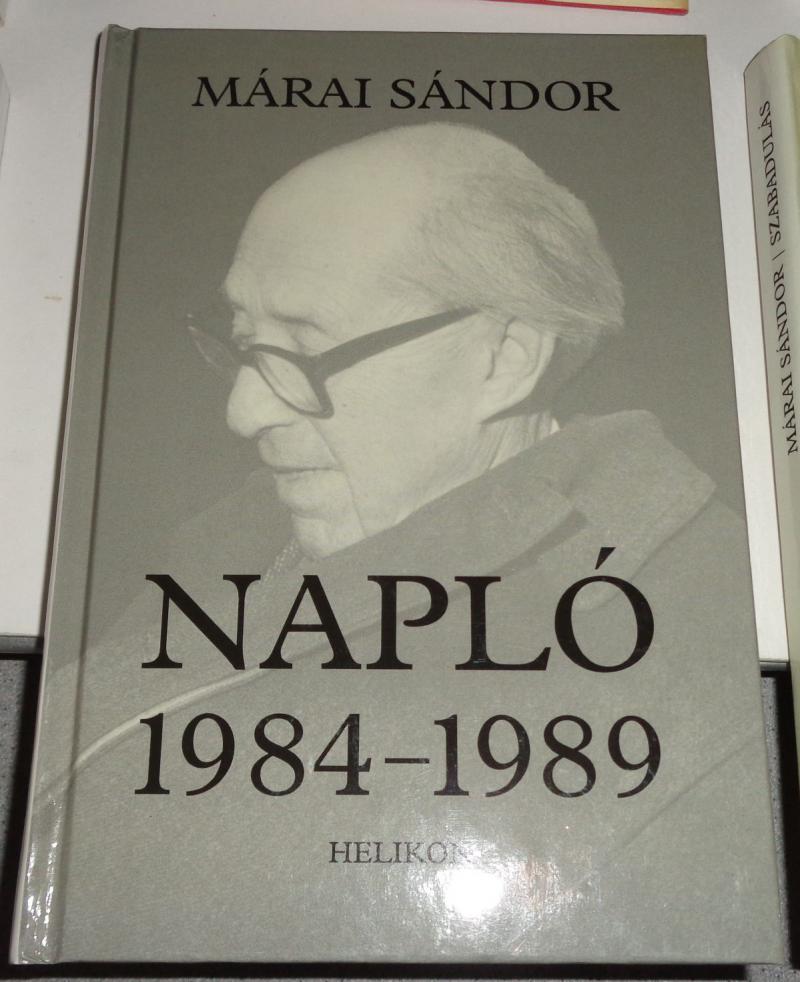 MÁRAI SÁNDOR
NAPLÓ
1984–1989
HELIKON
MÁRAI SÁNDOR | SZABADULÁS